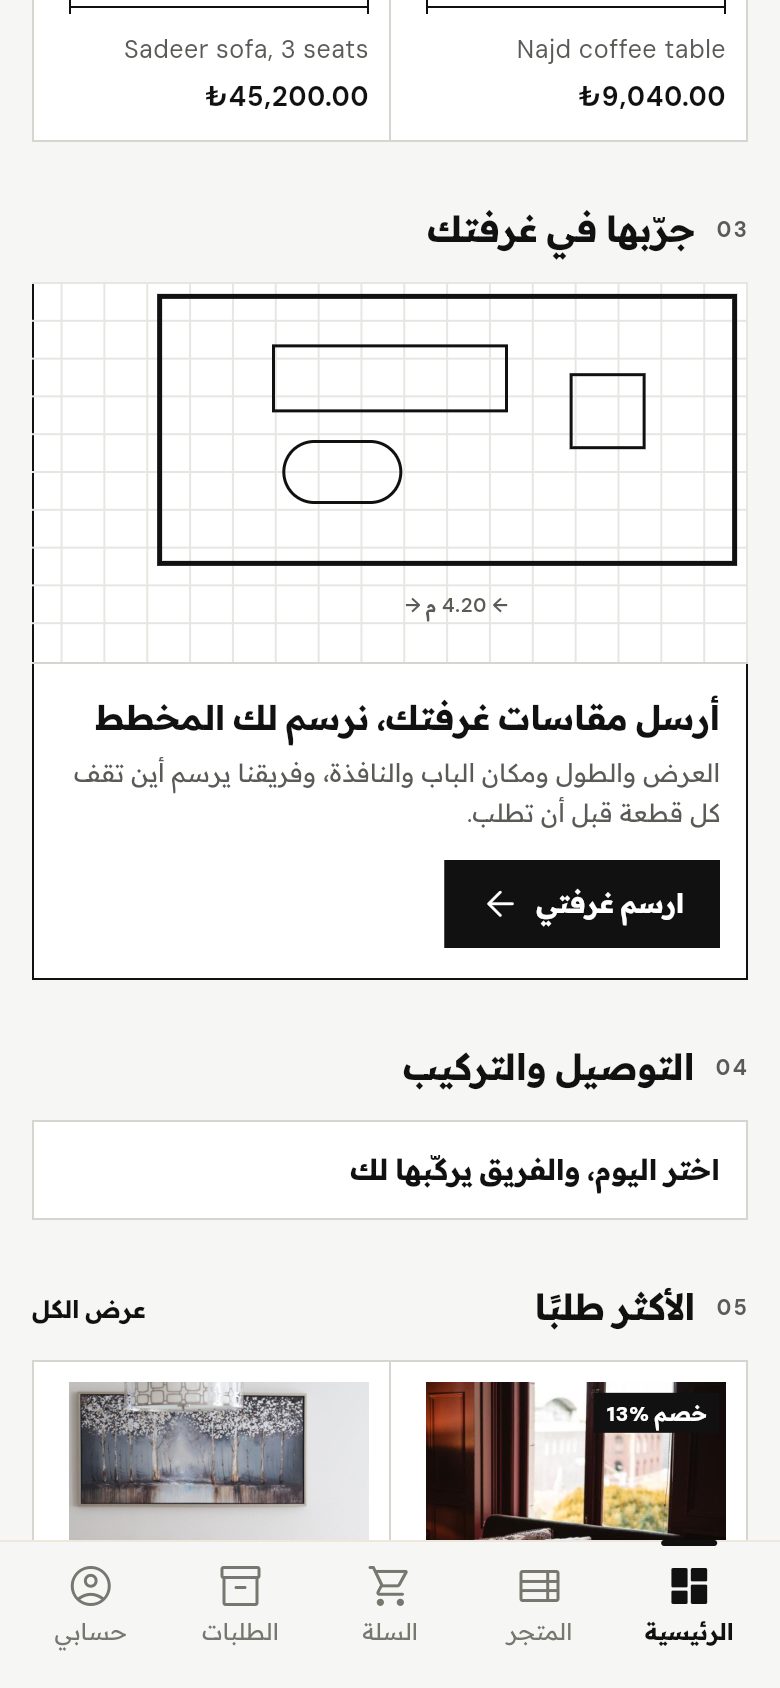 Najd coffee table
₺9,040.00
Sadeer sofa, 3 seats
₺45,200.00
03
جرّبها في غرفتك
← 4.20 م →
أرسل مقاسات غرفتك، نرسم لك المخطط
العرض والطول ومكان الباب والنافذة، وفريقنا يرسم أين تقف
كل قطعة قبل أن تطلب.
ارسم غرفتي ←
04
التوصيل والتركيب
اختر اليوم، والفريق يركّبها لك
05
الأكثر طلبًا
عرض الكل
خصم 13%
الرئيسية
المتجر
السلة
الطلبات
حسابي